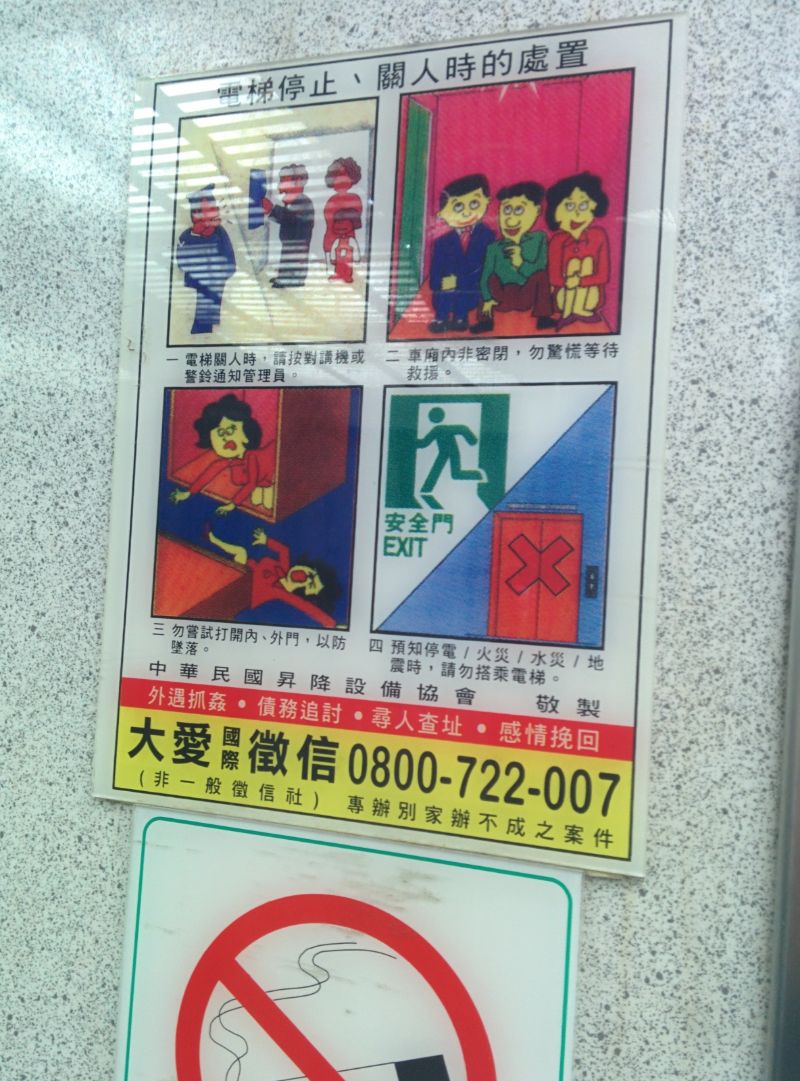 電梯停止、關人時的處置
一 電梯關人時，請按對講機或
警鈴通知管理員。
二 車廂內非密閉，勿驚慌等待
救援。
安全門
EXIT
三 勿嘗試打開內、外門，以防
墜落。
四 預知停電/火災/水災/地
震時，請勿搭乘電梯。
中華民國昇降設備協會 敬製
外遇抓姦•債務追討•尋人查址•感情挽回
大愛國際徵信0800-722-007
(非一般徵信社) 專辦別家辦不成之案件